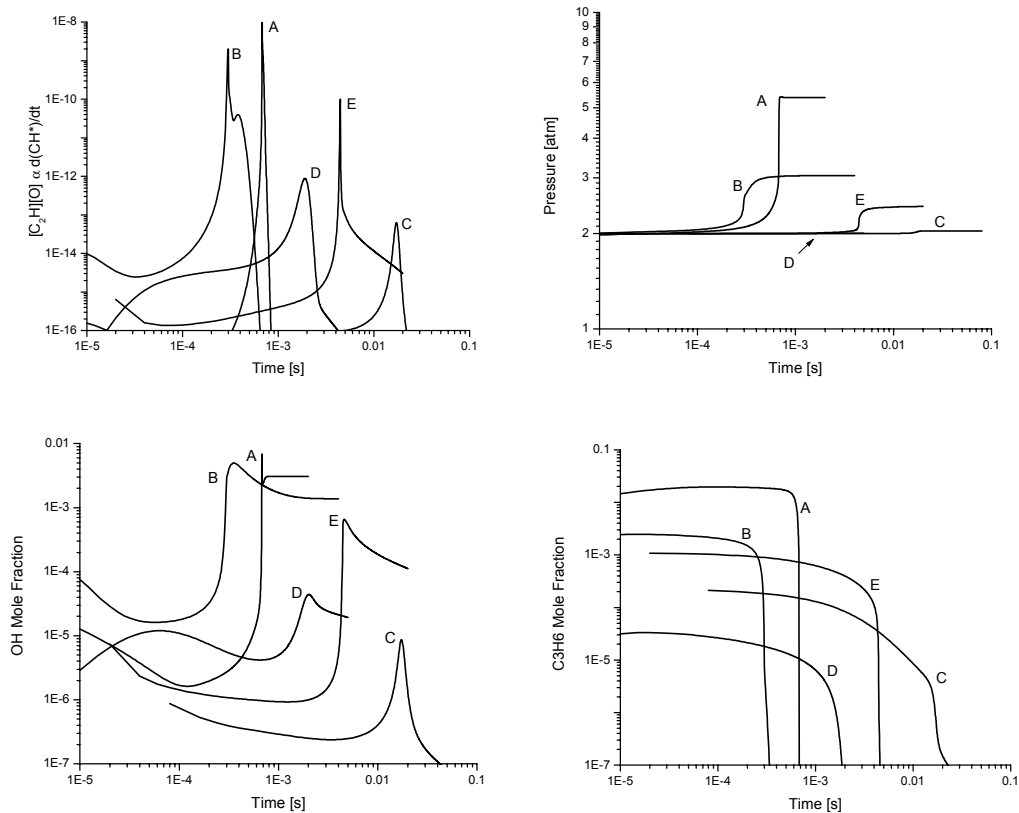 1E-8
1E-10
1E-12
1E-14
1E-16
[C2H][O] α d(CH*)/dt
A
B
E
D
C
1E-5
1E-4
1E-3
0.01
0.1
Time [s]
10
9
8
7
6
5
4
3
2
1
Pressure [atm]
A
B
E
C
D
1E-5
1E-4
1E-3
0.01
0.1
Time [s]
0.01
1E-3
1E-4
1E-5
1E-6
1E-7
OH Mole Fraction
A
B
E
D
C
1E-5
1E-4
1E-3
0.01
0.1
Time [s]
0.1
1E-3
1E-5
1E-7
C3H6 Mole Fraction
A
B
E
D
C
1E-5
1E-4
1E-3
0.01
0.1
Time [s]